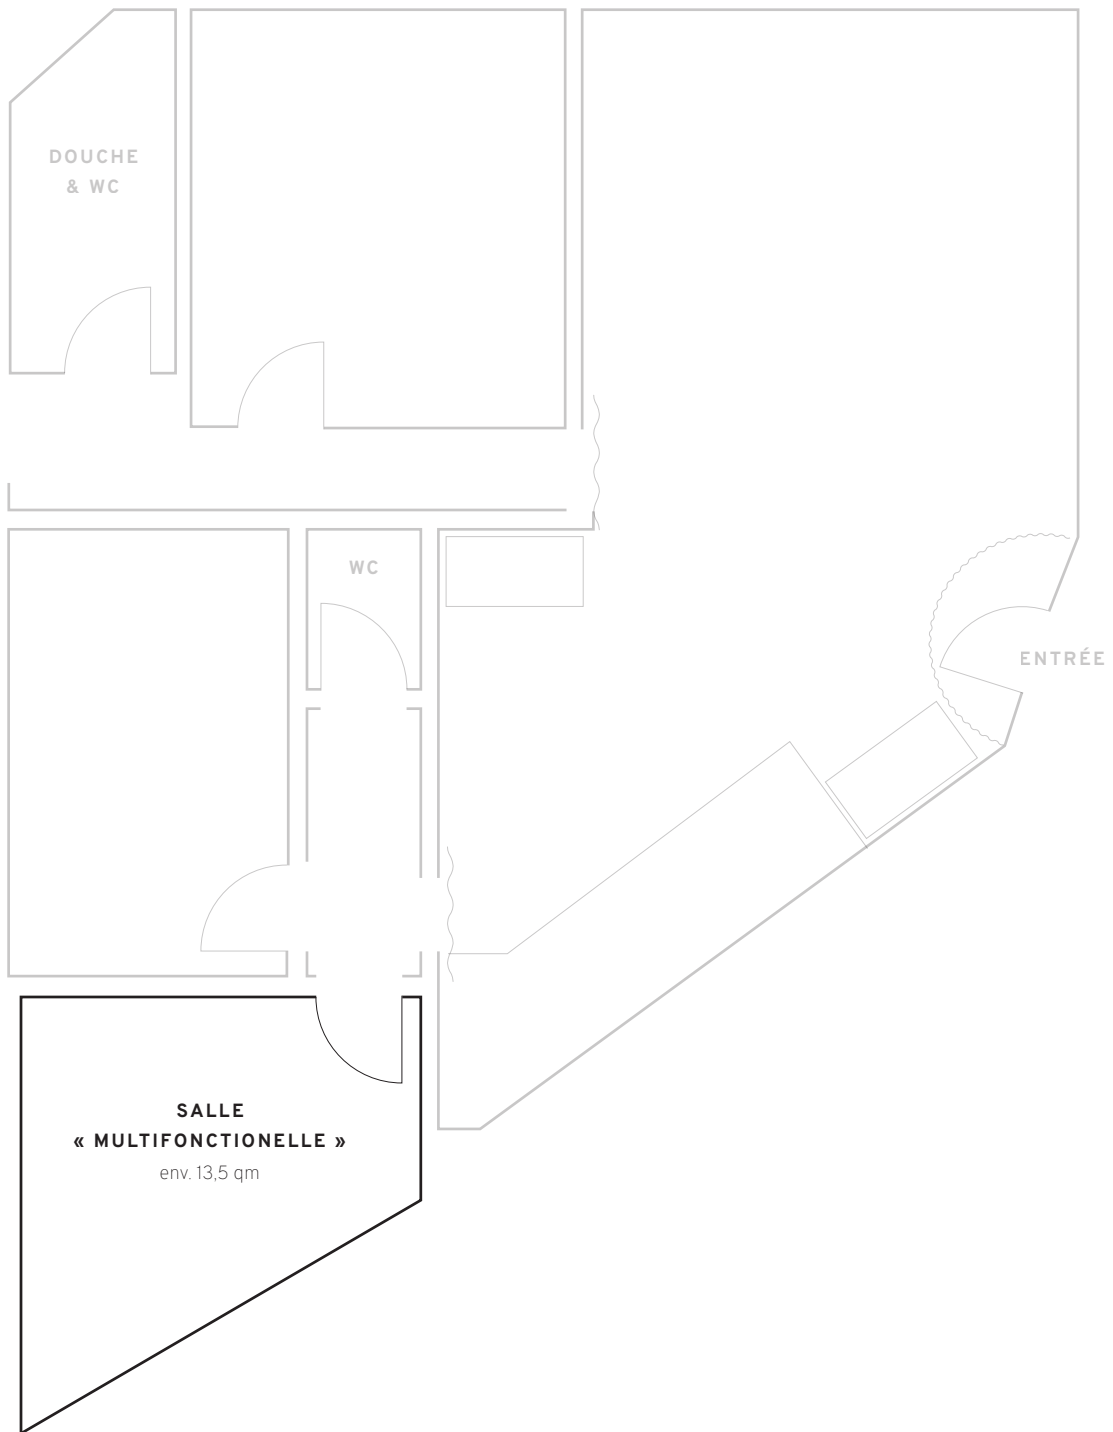 DOUCHE
& WC
WC
ENTRÉE
SALLE
« MULTIFONCTIONELLE »
env. 13,5 qm